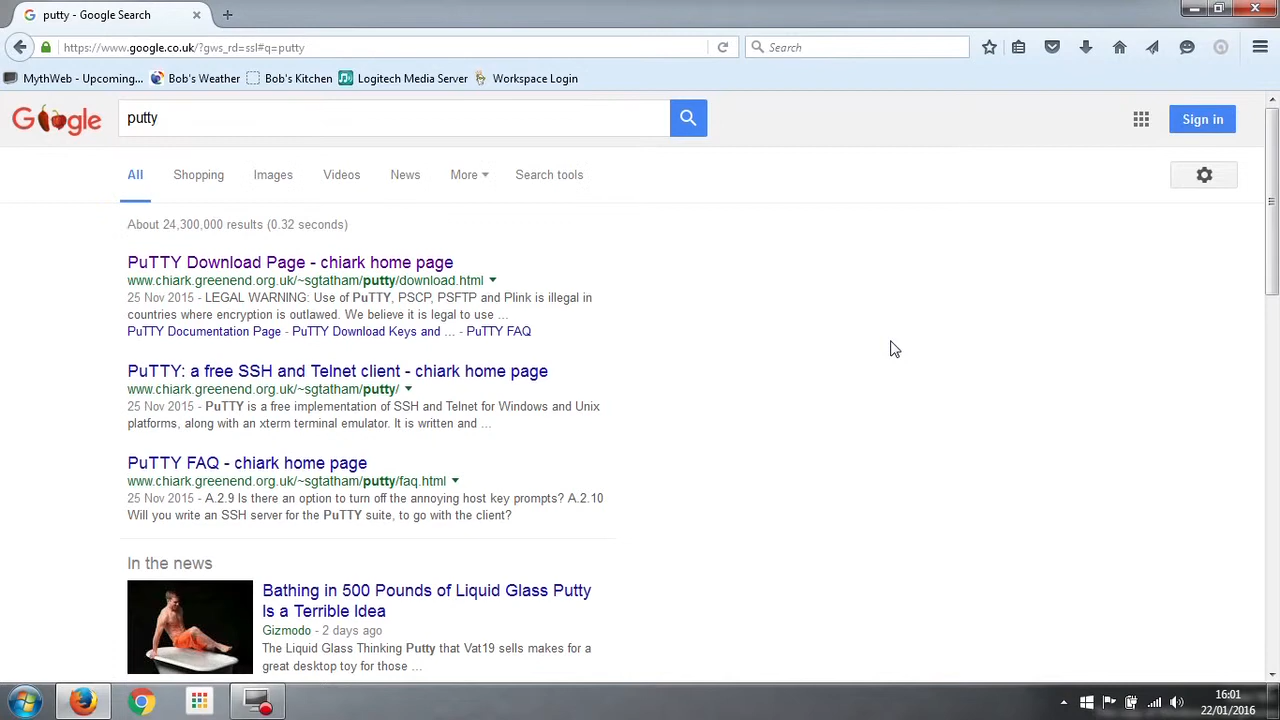 putty - Google Search
https://www.google.co.uk/?gws_rd=ssl#q=putty
Search
MythWeb - Upcoming... Bob's Weather Bob's Kitchen Logitech Media Server Workspace Login
Google
putty
Sign in
All Shopping Images Videos News More Search tools
About 24,300,000 results (0.32 seconds)
PuTTY Download Page - chiark home page
www.chiark.greenend.org.uk/~sgtatham/putty/download.html
25 Nov 2015 - LEGAL WARNING: Use of PuTTY, PSCP, PSFTP and Plink is illegal in
countries where encryption is outlawed. We believe it is legal to use ...
PuTTY Documentation Page - PuTTY Download Keys and ... - PuTTY FAQ
PuTTY: a free SSH and Telnet client - chiark home page
www.chiark.greenend.org.uk/~sgtatham/putty/
25 Nov 2015 - PuTTY is a free implementation of SSH and Telnet for Windows and Unix
platforms, along with an xterm terminal emulator. It is written and ...
PuTTY FAQ - chiark home page
www.chiark.greenend.org.uk/~sgtatham/putty/faq.html
25 Nov 2015 - A.2.9 Is there an option to turn off the annoying host key prompts? A.2.10
Will you write an SSH server for the PuTTY suite, to go with the client?
In the news
Bathing in 500 Pounds of Liquid Glass Putty
Is a Terrible Idea
Gizmodo - 2 days ago
The Liquid Glass Thinking Putty that Vat19 sells makes for a
great desktop toy for those ...
16:01
22/01/2016